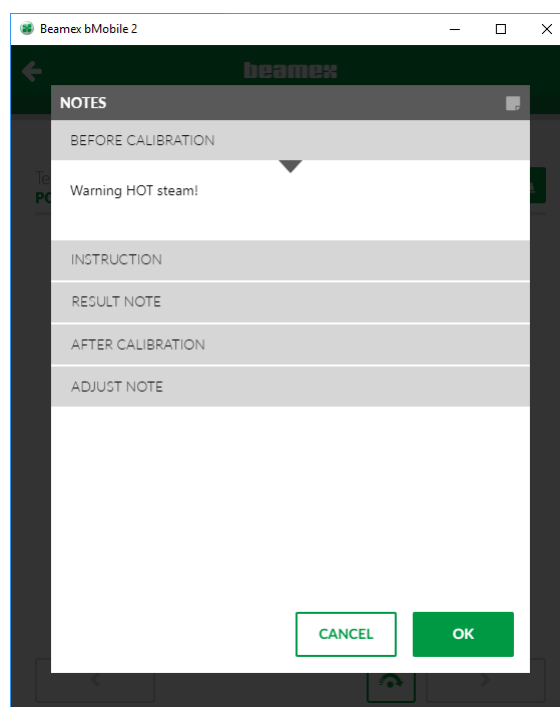 Beamex bMobile 2
beamex
NOTES
BEFORE CALIBRATION
Warning HOT steam!
INSTRUCTION
RESULT NOTE
AFTER CALIBRATION
ADJUST NOTE
CANCEL
OK